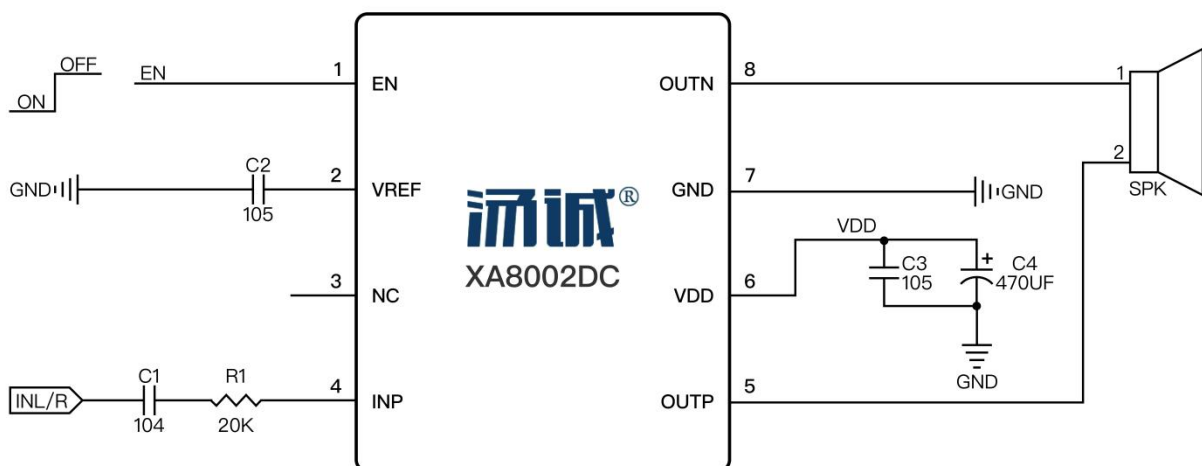 OFF
ON
EN
1
EN
GND
C2
105
2
VREF
3
NC
INL/R
C1
104
R1
20K
4
INP
汤诚®
XA8002DC
OUTN
8
GND
7
GND
VDD
6
VDD
C3
105
+
C4
470UF
GND
OUTP
5
1
2
SPK